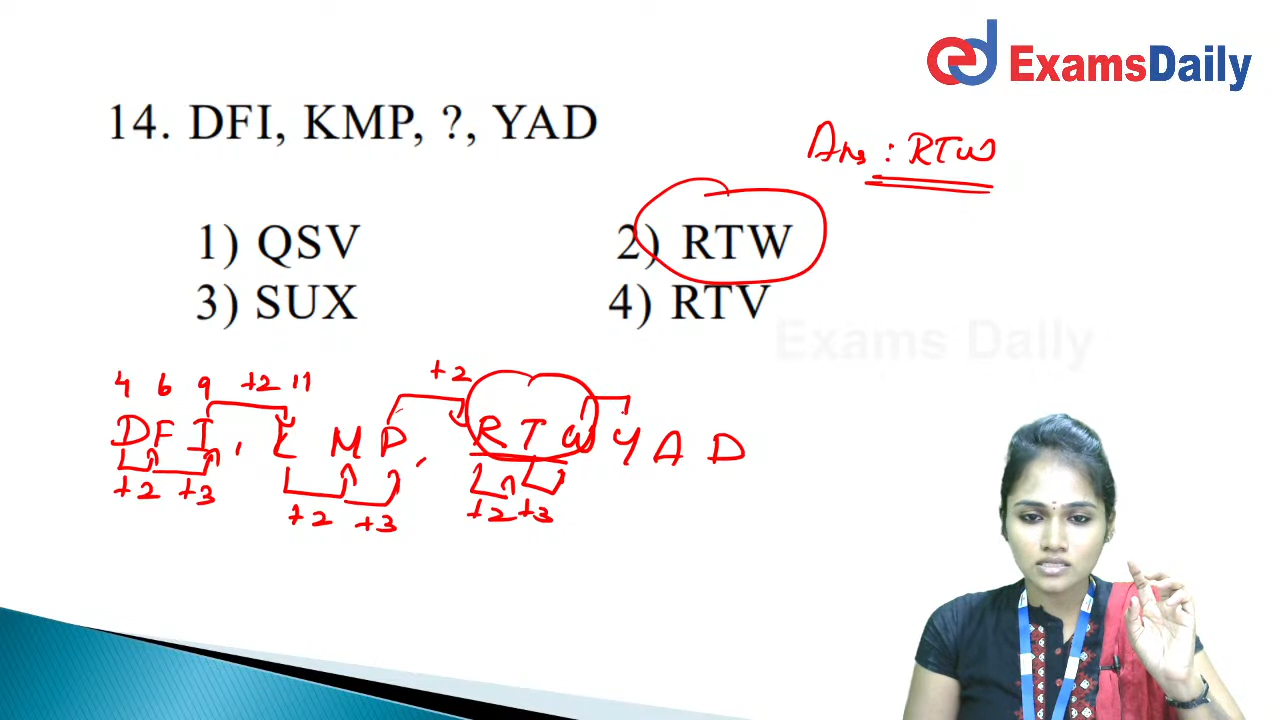 ExamsDaily
14. DFI, KMP, ?, YAD
Ans : RTW
1) QSV
2) RTW
3) SUX
4) RTV
Exams Daily
4 6 9 +2 11 +2
D F I , K M P , R T W Y A D
+2 +3 +2 +3 +2 +3